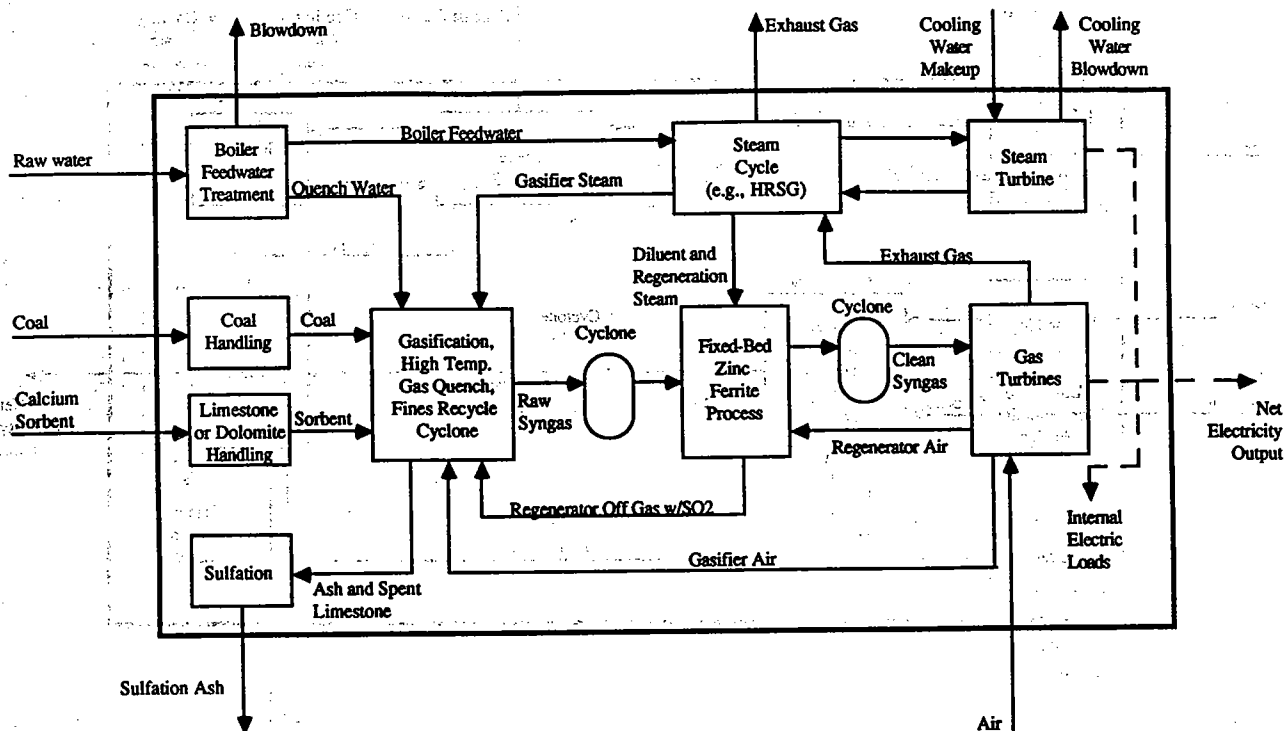 Blowdown
Exhaust Gas
Cooling
Water
Makeup
Cooling
Water
Blowdown
Raw water
Boiler
Feedwater
Treatment
Boiler Feedwater
Quench Water
Gasifier Steam
Steam
Cycle
(e.g., HRSG)
Steam
Turbine
Diluent and
Regeneration
Steam
Exhaust Gas
Coal
Coal
Handling
Coal
Gasification,
High Temp.
Gas Quench,
Fines Recycle
Cyclone
Cyclone
Raw
Syngas
Fixed-Bed
Zinc
Ferrite
Process
Cyclone
Clean
Syngas
Gas
Turbines
Calcium
Sorbent
Limestone
or Dolomite
Handling
Sorbent
Regenerator Air
Net
Electricity
Output
Regenerator Off Gas w/SO2
Internal
Electric
Loads
Gasifier Air
Sulfation
Ash and Spent
Limestone
Sulfation Ash
Air